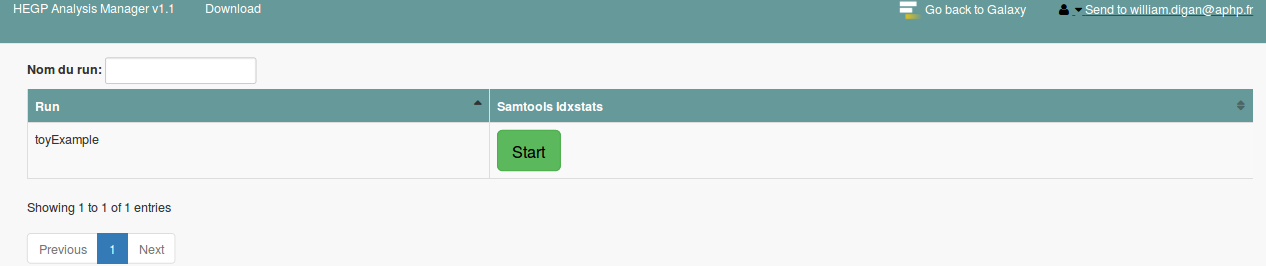 HEGP Analysis Manager v1.1 Download Go back to Galaxy Send to william.digan@aphp.fr
Nom du run:
Run Samtools Idxstats
toyExample Start
Showing 1 to 1 of 1 entries
Previous 1 Next